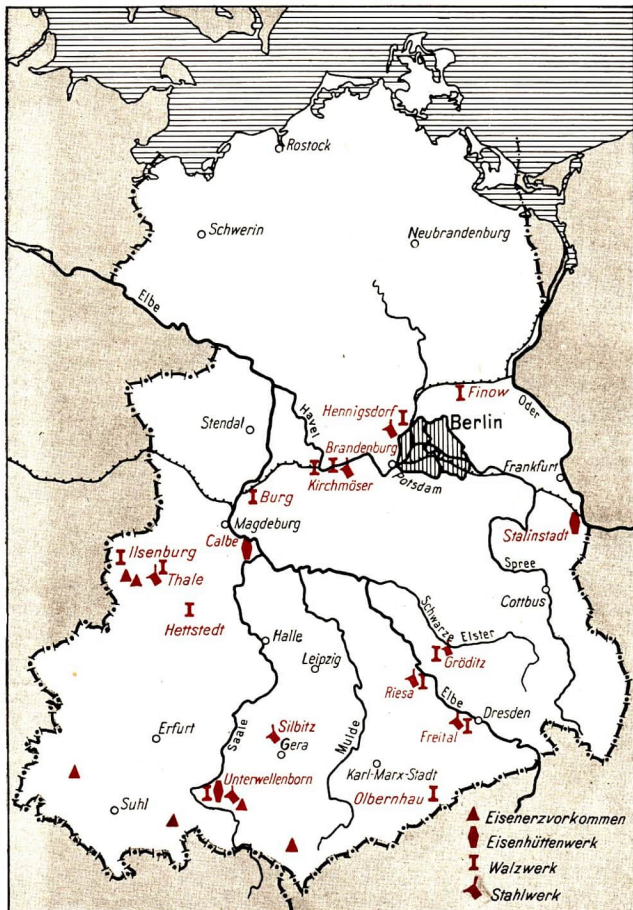 Rostock
Schwerin
Neubrandenburg
Elbe
Finow
Oder
Hennigsdorf
Havel
Berlin
Stendal
Brandenburg
Kirchmöser
Potsdam
Frankfurt
Burg
Magdeburg
Stalinstadt
Calbe
Ilsenburg
Thale
Spree
Cottbus
Hettstedt
Schwarze Elster
Halle
Leipzig
Gröditz
Riesa
Elbe
Dresden
Freital
Erfurt
Saale
Silbitz
Gera
Mulde
Karl-Marx-Stadt
Unterwellenborn
Olbernhau
Suhl
Eisenerzvorkommen
Eisenhüttenwerk
Walzwerk
Stahlwerk